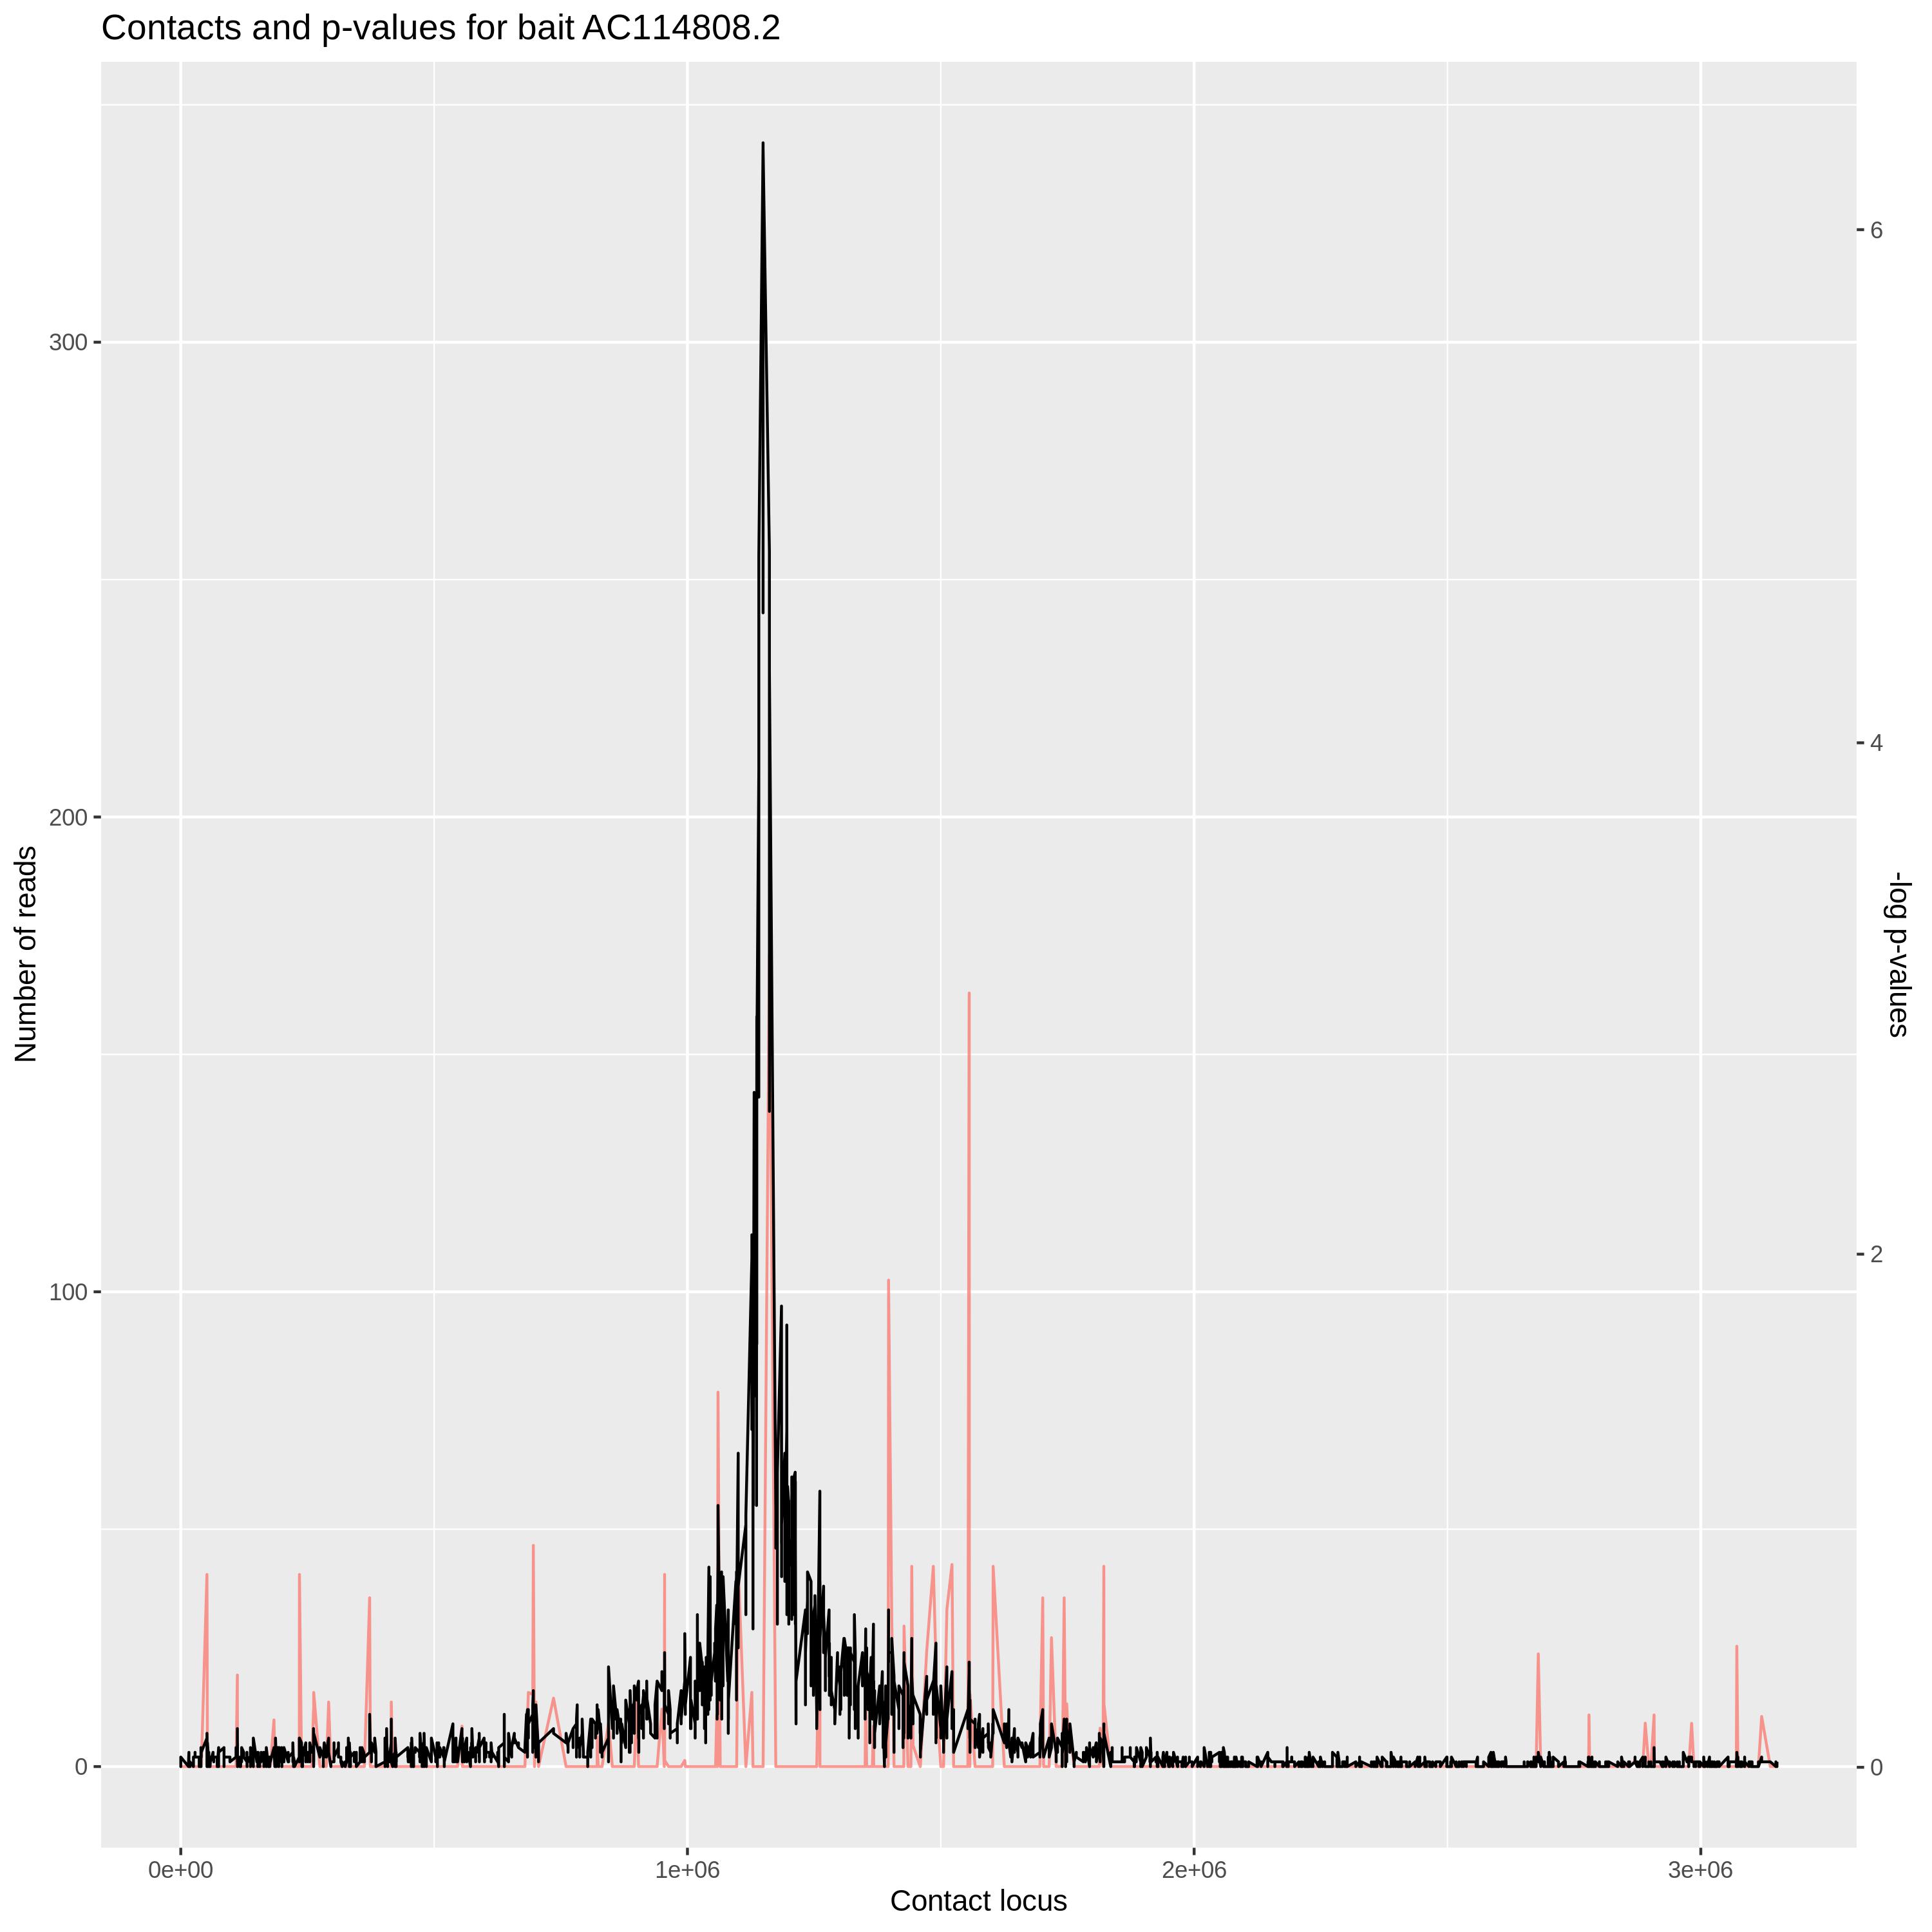 Contacts and p-values for bait AC114808.2
Number of reads
300
200
100
0
6
4
2
0
-log p-values
0e+00 1e+06 2e+06 3e+06
Contact locus